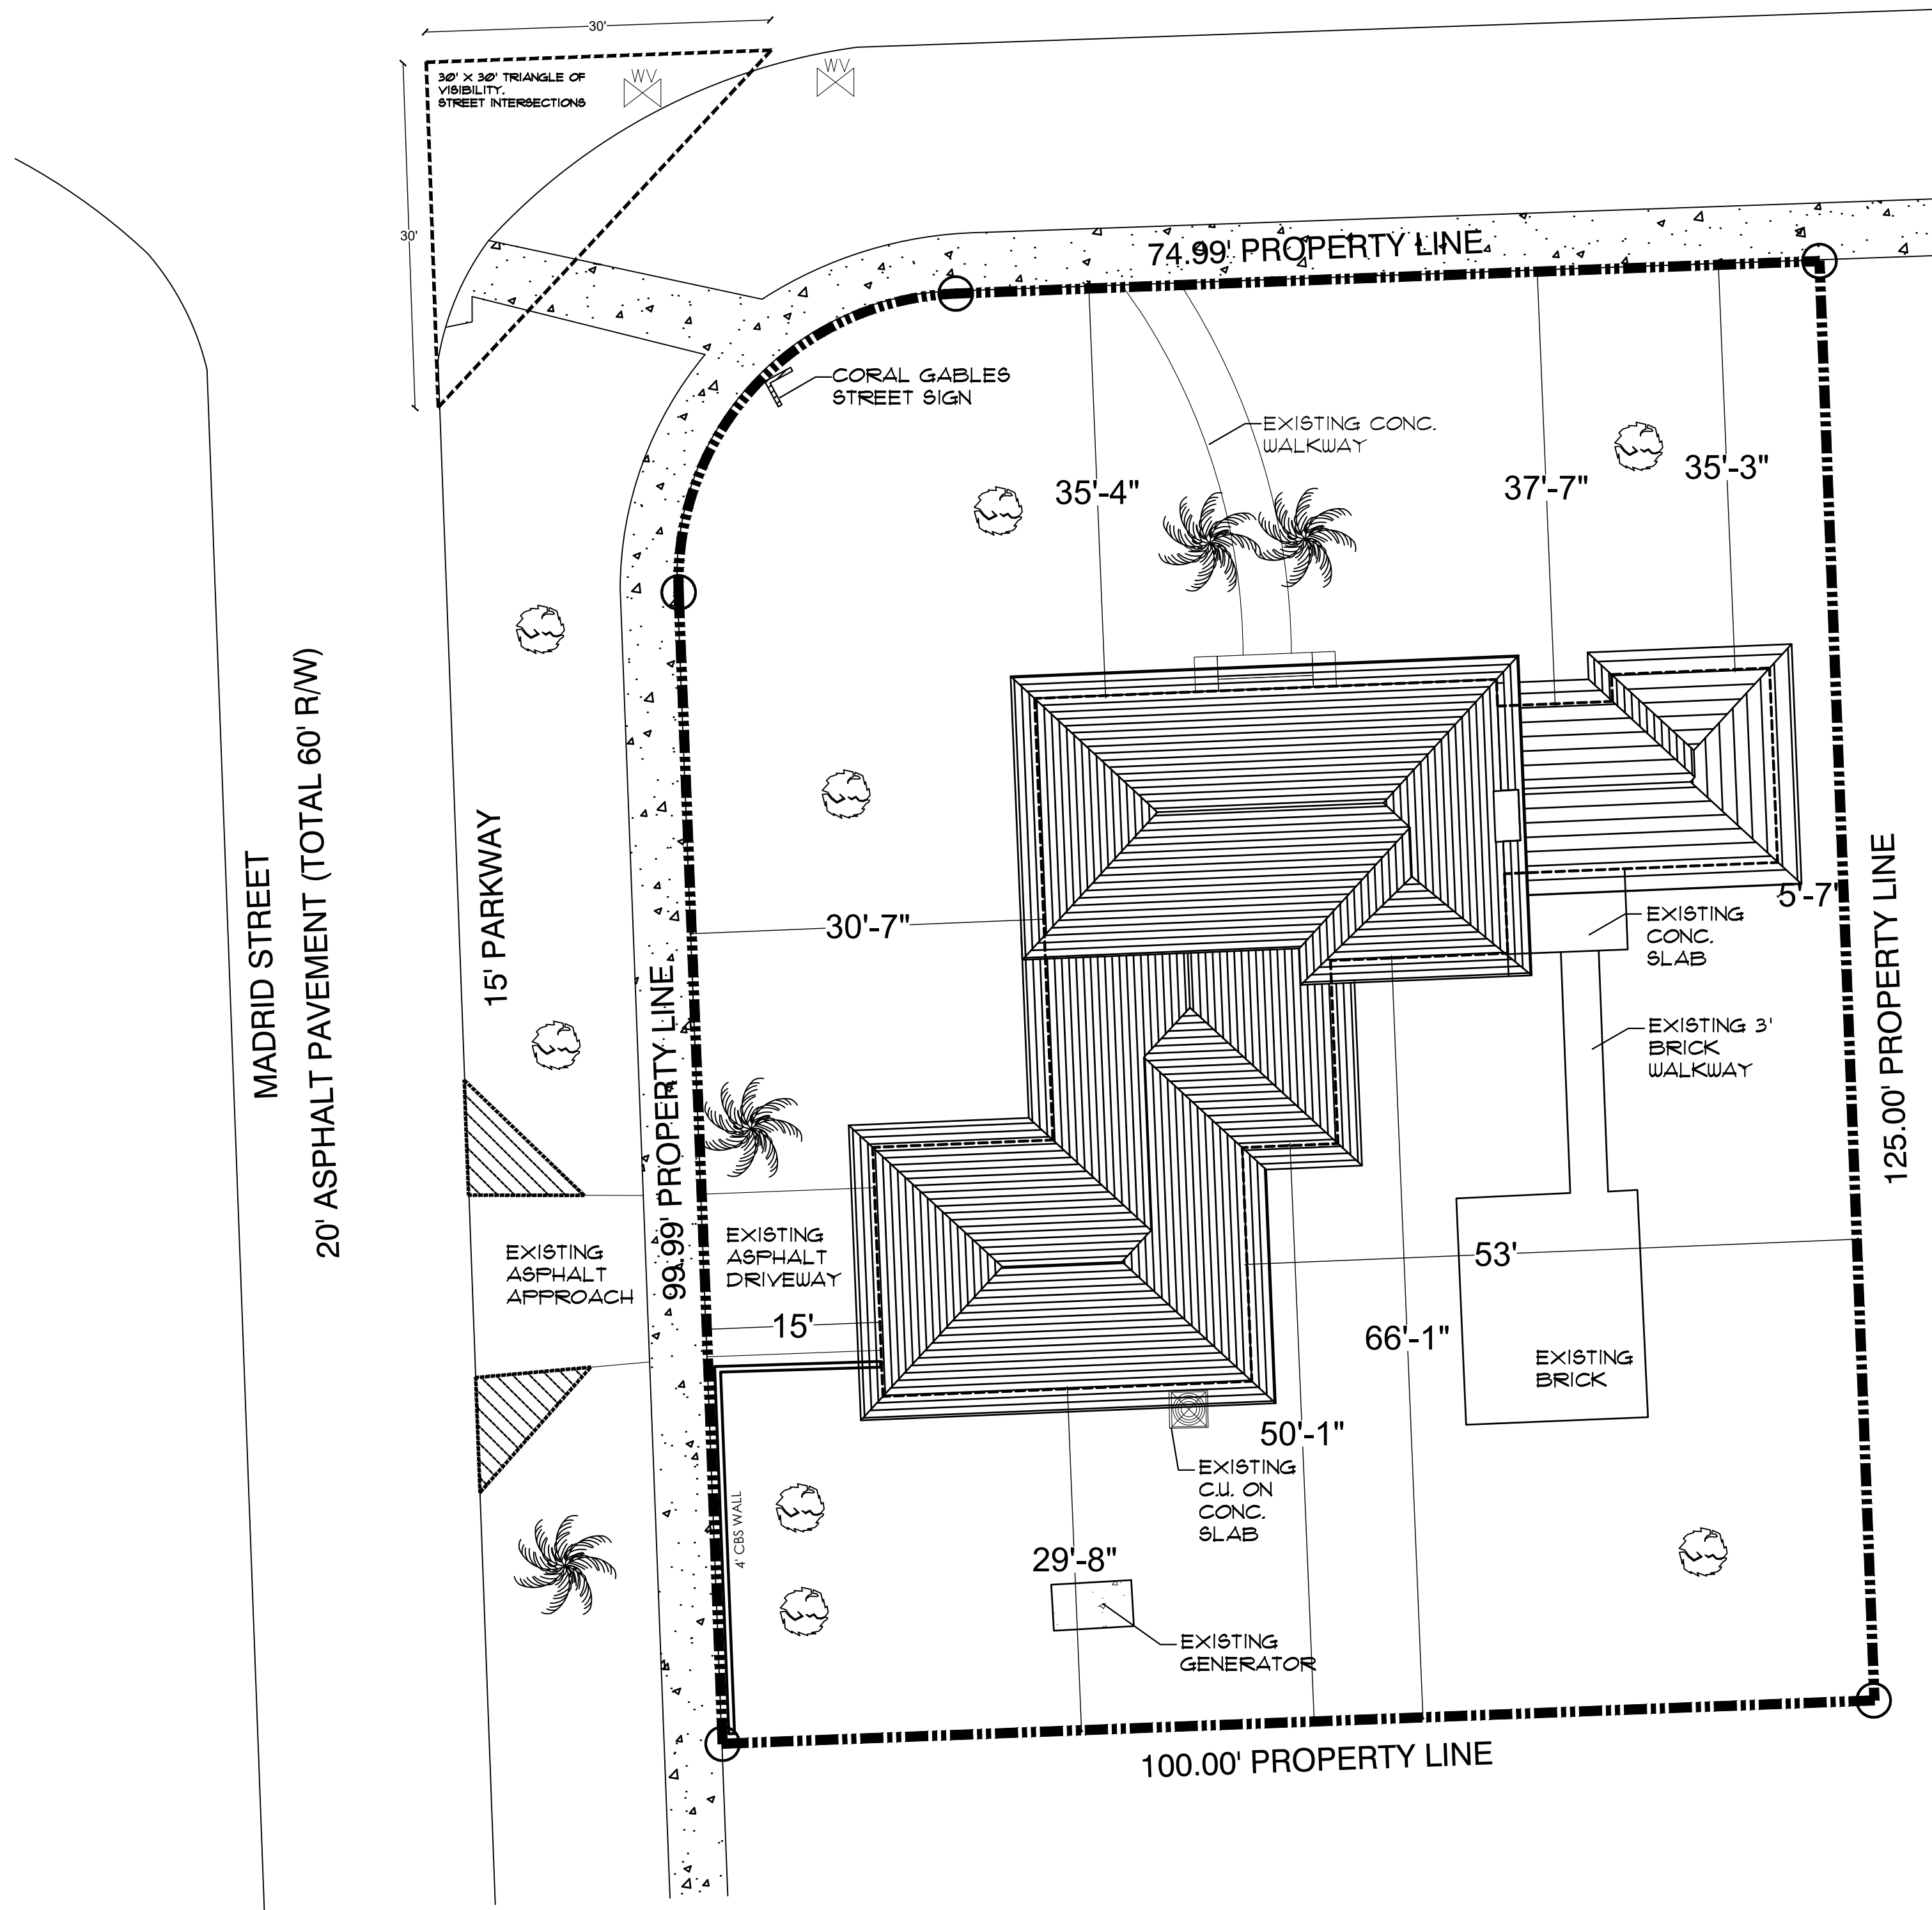 30'
30' X 30' TRIANGLE OF
VISIBILITY.
STREET INTERSECTIONS
WV
WV
30'
74.99' PROPERTY LINE
CORAL GABLES
STREET SIGN
EXISTING CONC.
WALKWAY
35'-4"
37'-7"
35'-3"
MADRID STREET
20' ASPHALT PAVEMENT (TOTAL 60' R/W)
15' PARKWAY
99.99' PROPERTY LINE
30'-7"
5'-7'
125.00' PROPERTY LINE
EXISTING
CONC.
SLAB
EXISTING 3'
BRICK
WALKWAY
EXISTING
ASPHALT
APPROACH
EXISTING
ASPHALT
DRIVEWAY
15'
53'
66'-1"
EXISTING
BRICK
50'-1"
EXISTING
C.U. ON
CONC.
SLAB
4' CBS WALL
29'-8"
EXISTING
GENERATOR
100.00' PROPERTY LINE